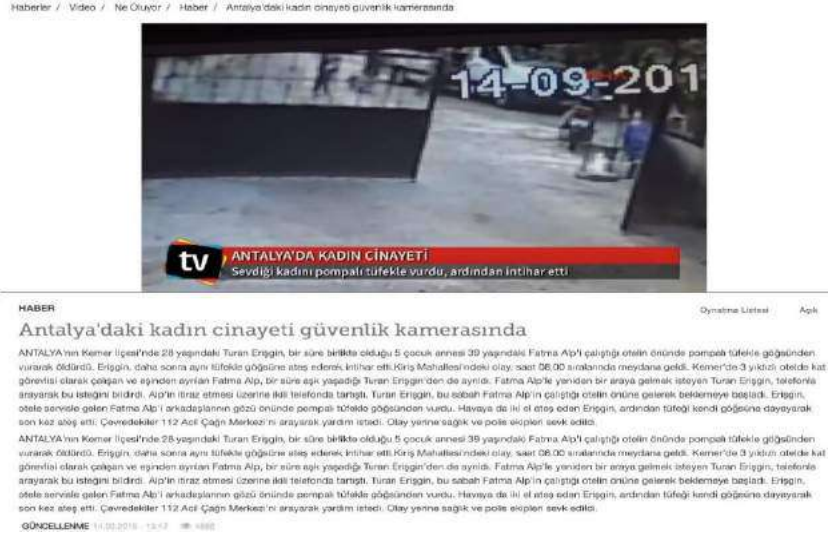 Haberler / Video / Ne Oluyor / Haber / Antalya'daki kadın cinayeti güvenlik kamerasında
14-09-201
tv
ANTALYA'DA KADIN CİNAYETİ
Sevdiği kadını pompalı tüfekle vurdu, ardından intihar etti
HABER
Oynatma Listesi
Açık
Antalya'daki kadın cinayeti güvenlik kamerasında
ANTALYA'nın Kemer ilçesi'nde 28 yaşındaki Turan Erişgin, bir süre birlikte olduğu 5 çocuk annesi 39 yaşındaki Fatma Alp'i çalıştığı otelin önünde pompalı tüfekle göğsünden
vurarak öldürdü. Erişgin, daha sonra aynı tüfekle göğsüne ateş ederek intihar etti.Kiriş Mahallesi'ndeki olay, saat 08.00 sıralarında meydana geldi. Kemer'de 3 yıldızlı otelde kat
görevlisi olarak çalışan ve eşinden ayrılan Fatma Alp, bir süre aşk yaşadığı Turan Erişgin'den de ayrıldı. Fatma Alp'le yeniden bir araya gelmek isteyen Turan Erişgin, telefonla
arayarak bu isteğini bildirdi. Alp'in itiraz etmesi üzerine ikili telefonda tartıştı. Turan Erişgin, bu sabah Fatma Alp'in çalıştığı otelin önüne gelerek beklemeye başladı. Erişgin,
otele servisle gelen Fatma Alp'i arkadaşlarının gözü önünde pompalı tüfekle göğsünden vurdu. Havaya da iki el ateş eden Erişgin, ardından tüfeği kendi göğsüne dayayarak
son kez ateş etti. Çevredekiler 112 Acil Çağrı Merkezi'ni arayarak yardım istedi. Olay yerine sağlık ve polis ekipleri sevk edildi.
ANTALYA'nın Kemer ilçesi'nde 28 yaşındaki Turan Erişgin, bir süre birlikte olduğu 5 çocuk annesi 39 yaşındaki Fatma Alp'i çalıştığı otelin önünde pompalı tüfekle göğsünden
vurarak öldürdü. Erişgin, daha sonra aynı tüfekle göğsüne ateş ederek intihar etti.Kiriş Mahallesi'ndeki olay, saat 08.00 sıralarında meydana geldi. Kemer'de 3 yıldızlı otelde kat
görevlisi olarak çalışan ve eşinden ayrılan Fatma Alp, bir süre aşk yaşadığı Turan Erişgin'den de ayrıldı. Fatma Alp'le yeniden bir araya gelmek isteyen Turan Erişgin, telefonla
arayarak bu isteğini bildirdi. Alp'in itiraz etmesi üzerine ikili telefonda tartıştı. Turan Erişgin, bu sabah Fatma Alp'in çalıştığı otelin önüne gelerek beklemeye başladı. Erişgin,
otele servisle gelen Fatma Alp'i arkadaşlarının gözü önünde pompalı tüfekle göğsünden vurdu. Havaya da iki el ateş eden Erişgin, ardından tüfeği kendi göğsüne dayayarak
son kez ateş etti. Çevredekiler 112 Acil Çağrı Merkezi'ni arayarak yardım istedi. Olay yerine sağlık ve polis ekipleri sevk edildi.
GÜNCELLENME